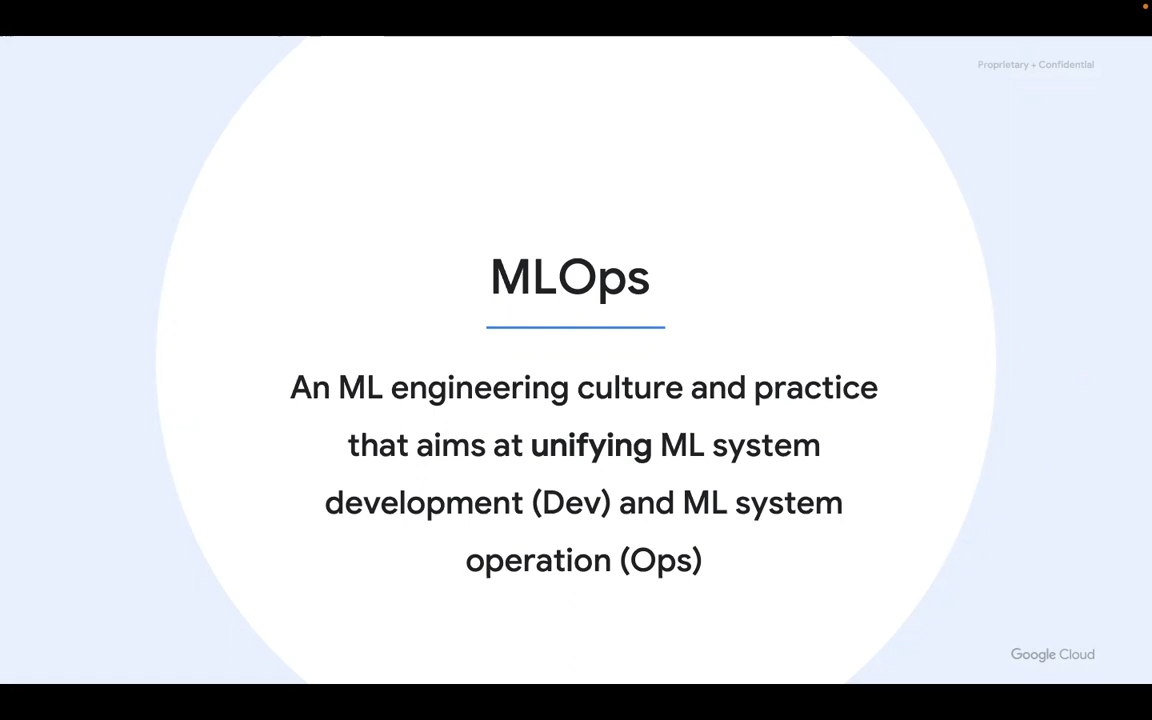 Proprietary + Confidential
MLOps
An ML engineering culture and practice
that aims at unifying ML system
development (Dev) and ML system
operation (Ops)
Google Cloud